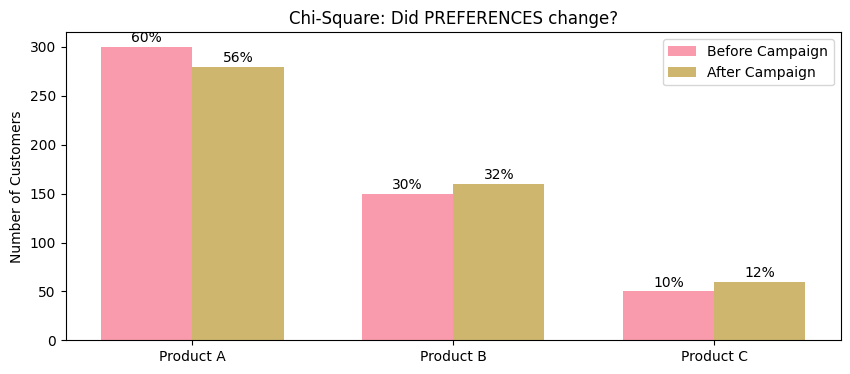 Chi-Square: Did PREFERENCES change?
Before Campaign
After Campaign
Number of Customers
300
250
200
150
100
50
0
60%
56%
30%
32%
10%
12%
Product A
Product B
Product C